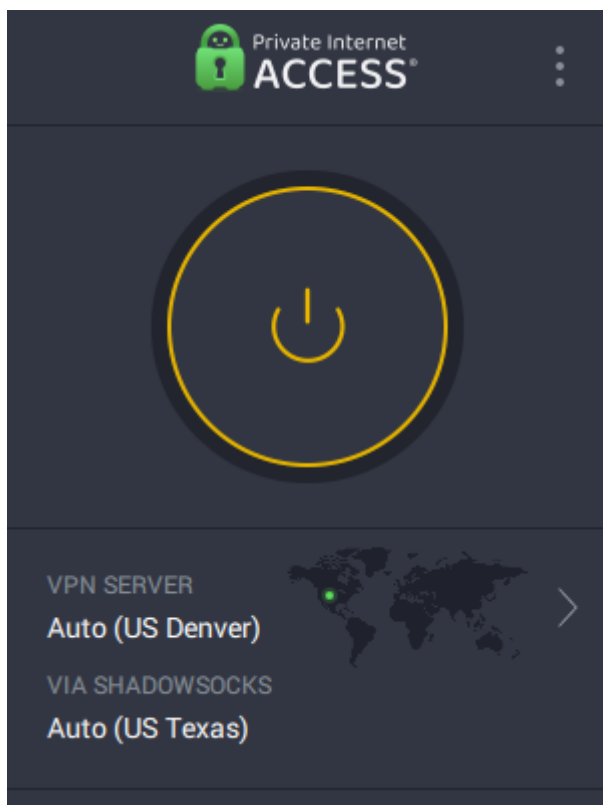 Private Internet
ACCESS®
VPN SERVER
Auto (US Denver)
VIA SHADOWSOCKS
Auto (US Texas)